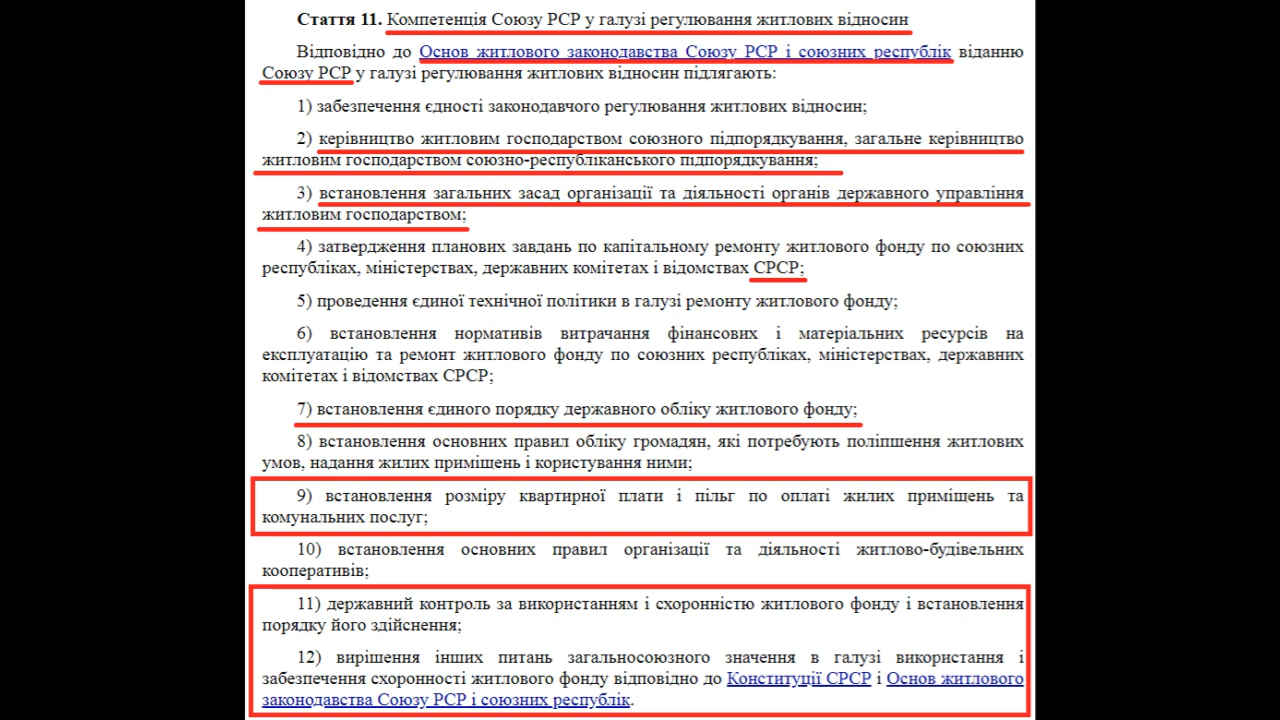 Стаття 11. Компетенція Союзу РСР у галузі регулювання житлових відносин
Відповідно до Основ житлового законодавства Союзу РСР і союзних республік віданню
Союзу РСР у галузі регулювання житлових відносин підлягають:
1) забезпечення єдності законодавчого регулювання житлових відносин;
2) керівництво житловим господарством союзного підпорядкування, загальне керівництво
житловим господарством союзно-республіканського підпорядкування;
3) встановлення загальних засад організації та діяльності органів державного управління
житловим господарством;
4) затвердження планових завдань по капітальному ремонту житлового фонду по союзних
республіках, міністерствах, державних комітетах і відомствах СРСР;
5) проведення єдиної технічної політики в галузі ремонту житлового фонду;
6) встановлення нормативів витрачання фінансових і матеріальних ресурсів на
експлуатацію та ремонт житлового фонду по союзних республіках, міністерствах, державних
комітетах і відомствах СРСР;
7) встановлення єдиного порядку державного обліку житлового фонду;
8) встановлення основних правил обліку громадян, які потребують поліпшення житлових
умов, надання жилих приміщень і користування ними;
9) встановлення розміру квартирної плати і пільг по оплаті жилих приміщень та
комунальних послуг;
10) встановлення основних правил організації та діяльності житлово-будівельних
кооперативів;
11) державний контроль за використанням і схоронністю житлового фонду і встановлення
порядку його здійснення;
12) вирішення інших питань загальносоюзного значення в галузі використання і
забезпечення схоронності житлового фонду відповідно до Конституції СРСР і Основ житлового
законодавства Союзу РСР і союзних республік.